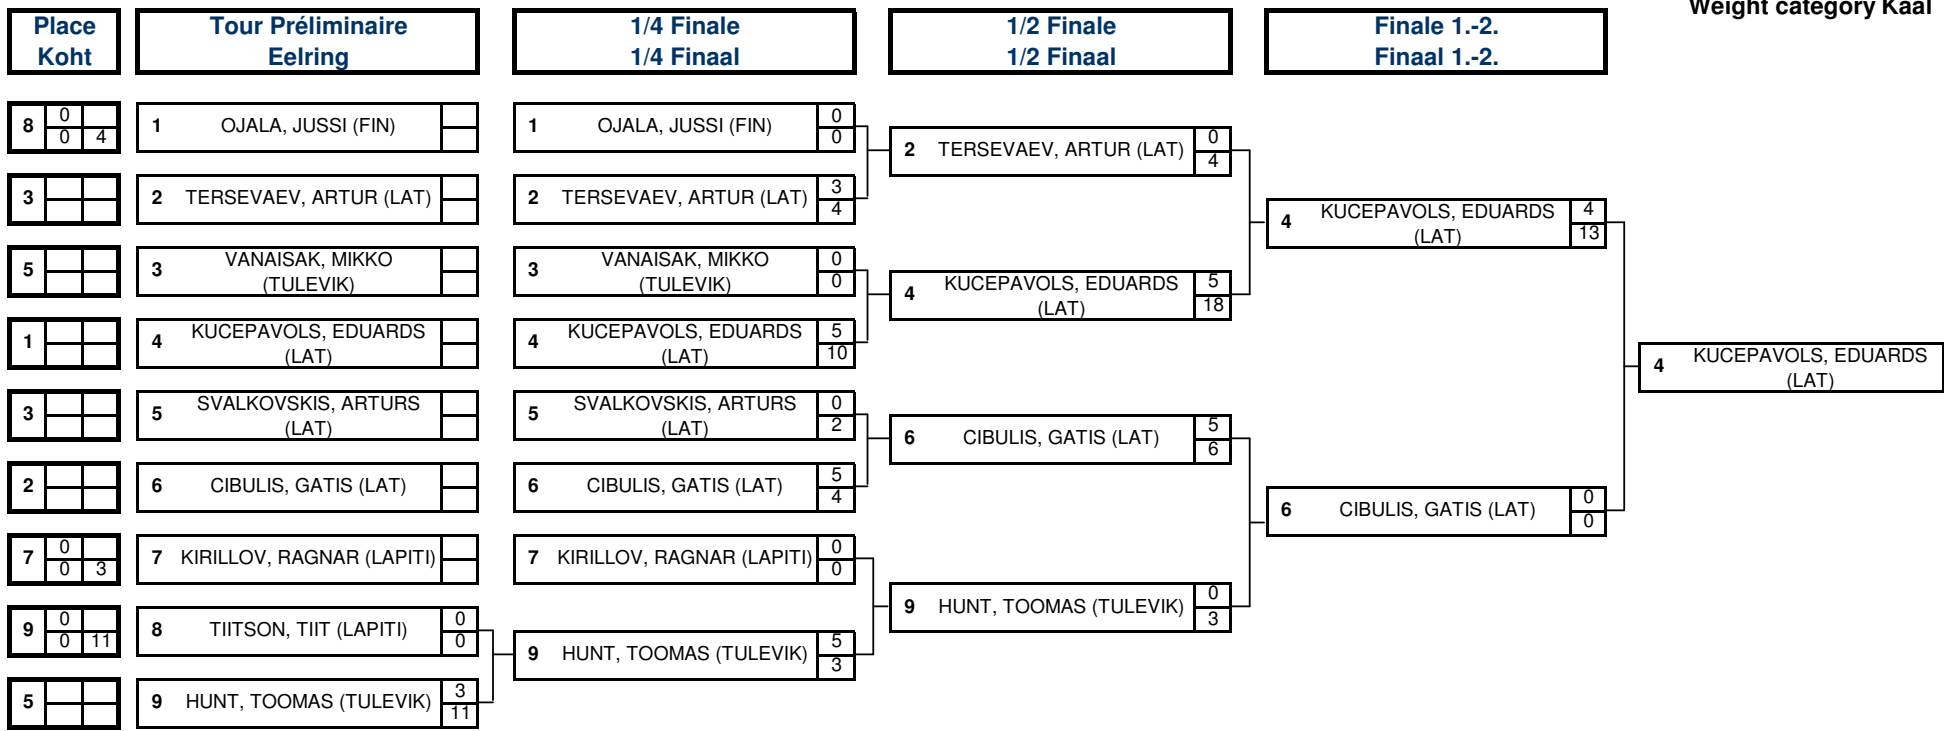 Weight category Kaal
Place
Koht
Tour Préliminaire
Eelring
1/4 Finale
1/4 Finaal
1/2 Finale
1/2 Finaal
Finale 1.-2.
Finaal 1.-2.
8 0
0 4
1 OJALA, JUSSI (FIN)
1 OJALA, JUSSI (FIN) 0
0
2 TERSEVAEV, ARTUR (LAT) 0
4
3
2 TERSEVAEV, ARTUR (LAT)
2 TERSEVAEV, ARTUR (LAT) 3
4
4 KUCEPAVOLS, EDUARDS
(LAT) 4
13
5
3 VANAISAK, MIKKO
(TULEVIK)
3 VANAISAK, MIKKO
(TULEVIK) 0
0
4 KUCEPAVOLS, EDUARDS
(LAT) 5
18
1
4 KUCEPAVOLS, EDUARDS
(LAT)
4 KUCEPAVOLS, EDUARDS
(LAT) 5
10
4 KUCEPAVOLS, EDUARDS
(LAT)
3
5 SVALKOVSKIS, ARTURS
(LAT)
5 SVALKOVSKIS, ARTURS
(LAT) 0
2
6 CIBULIS, GATIS (LAT) 5
6
2
6 CIBULIS, GATIS (LAT)
6 CIBULIS, GATIS (LAT) 5
4
6 CIBULIS, GATIS (LAT) 0
0
7 0
0 3
7 KIRILLOV, RAGNAR (LAPITI)
7 KIRILLOV, RAGNAR (LAPITI) 0
0
9 HUNT, TOOMAS (TULEVIK) 0
3
9 0
0 11
8 TIITSON, TIIT (LAPITI) 0
0
9 HUNT, TOOMAS (TULEVIK) 5
3
5
9 HUNT, TOOMAS (TULEVIK) 3
11